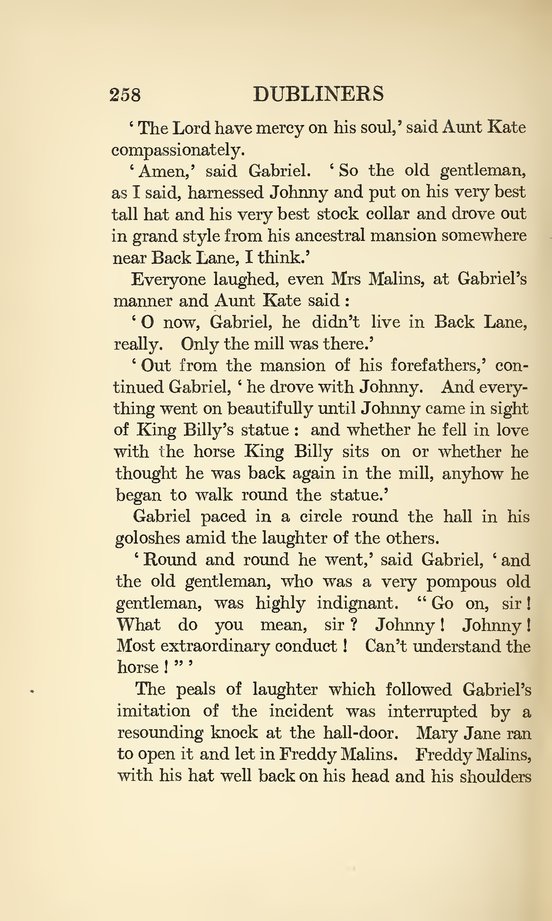 258 DUBLINERS
‘ The Lord have mercy on his soul,’ said Aunt Kate
compassionately.
‘ Amen,’ said Gabriel. ‘ So the old gentleman,
as I said, harnessed Johnny and put on his very best
tall hat and his very best stock collar and drove out
in grand style from his ancestral mansion somewhere
near Back Lane, I think.’
Everyone laughed, even Mrs Malins, at Gabriel’s
manner and Aunt Kate said :
‘ O now, Gabriel, he didn’t live in Back Lane,
really. Only the mill was there.’
‘ Out from the mansion of his forefathers,’ con-
tinued Gabriel, ‘ he drove with Johnny. And every-
thing went on beautifully until Johnny came in sight
of King Billy’s statue : and whether he fell in love
with the horse King Billy sits on or whether he
thought he was back again in the mill, anyhow he
began to walk round the statue.’
Gabriel paced in a circle round the hall in his
goloshes amid the laughter of the others.
‘ Round and round he went,’ said Gabriel, ‘ and
the old gentleman, who was a very pompous old
gentleman, was highly indignant. “ Go on, sir !
What do you mean, sir ? Johnny ! Johnny !
Most extraordinary conduct ! Can’t understand the
horse ! ” ’
The peals of laughter which followed Gabriel’s
imitation of the incident was interrupted by a
resounding knock at the hall-door. Mary Jane ran
to open it and let in Freddy Malins. Freddy Malins,
with his hat well back on his head and his shoulders